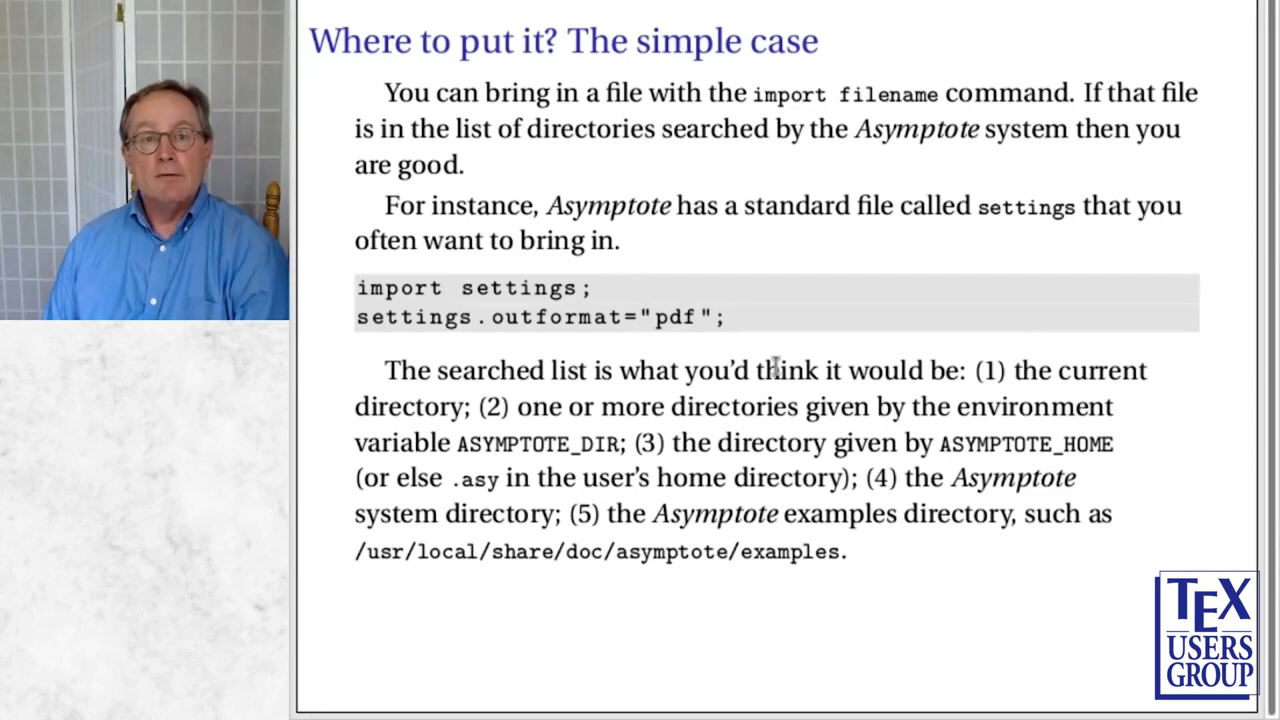 Where to put it? The simple case
You can bring in a file with the import filename command. If that file
is in the list of directories searched by the Asymptote system then you
are good.
For instance, Asymptote has a standard file called settings that you
often want to bring in.
import settings;
settings.outformat="pdf";
The searched list is what you'd think it would be: (1) the current
directory; (2) one or more directories given by the environment
variable ASYMPTOTE_DIR; (3) the directory given by ASYMPTOTE_HOME
(or else .asy in the user's home directory); (4) the Asymptote
system directory; (5) the Asymptote examples directory, such as
/usr/local/share/doc/asymptote/examples.
TEX
USERS
GROUP